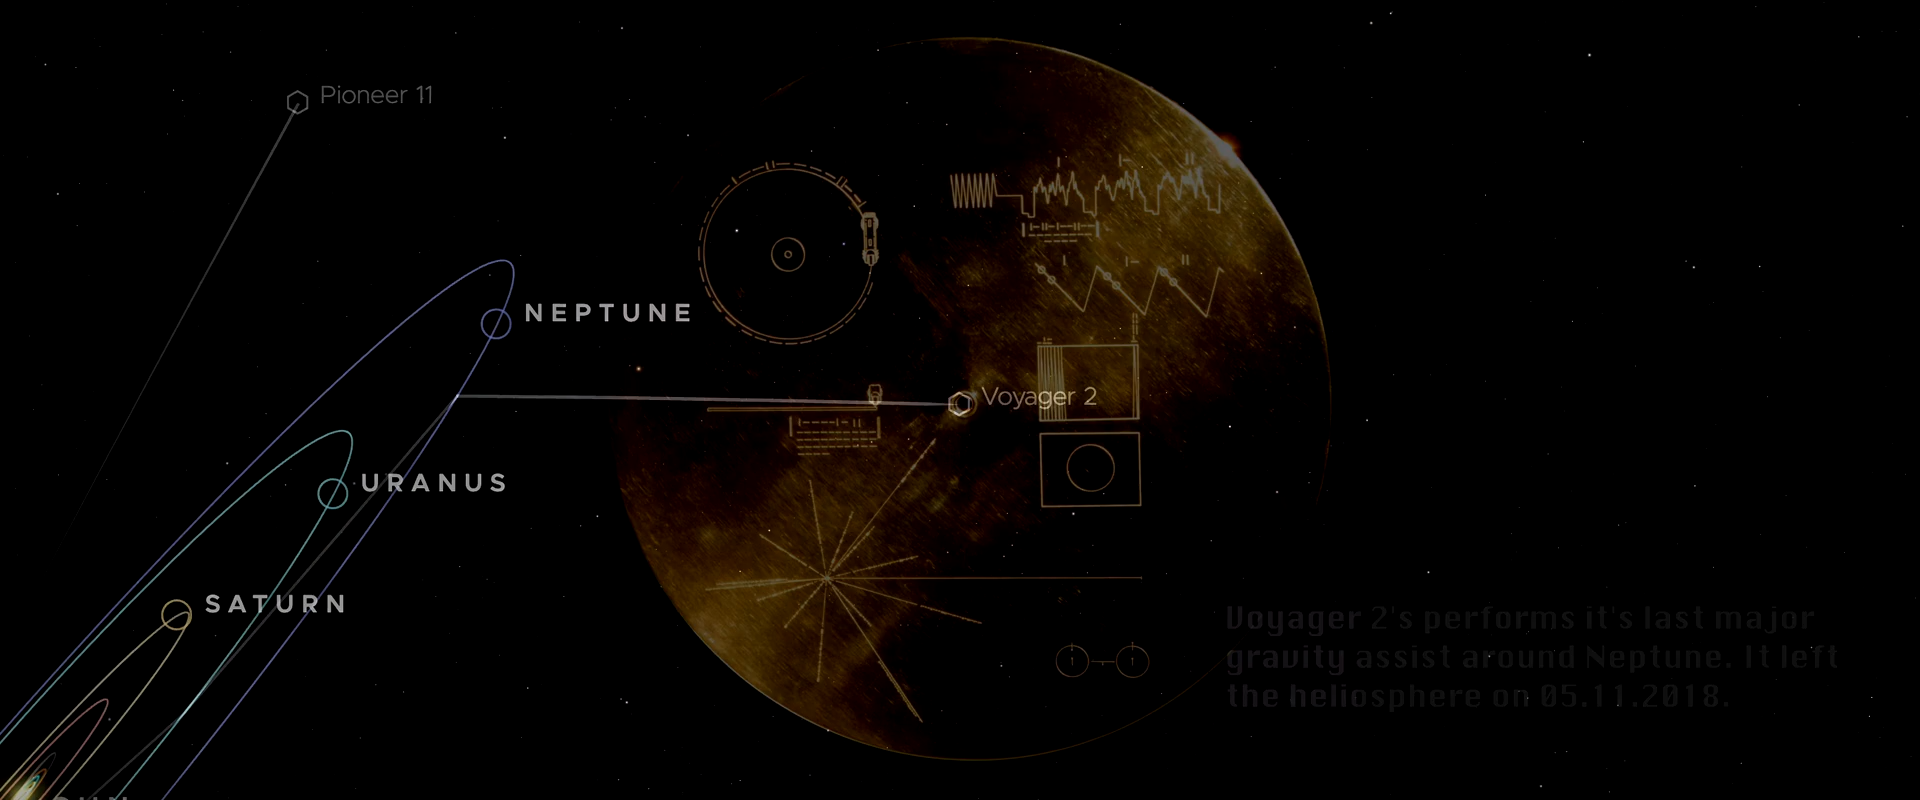 Pioneer 11
NEPTUNE
Voyager 2
URANUS
SATURN
Voyager 2's performs it's last major
gravity assist around Neptune. It left
the heliosphere on 05.11.2018.